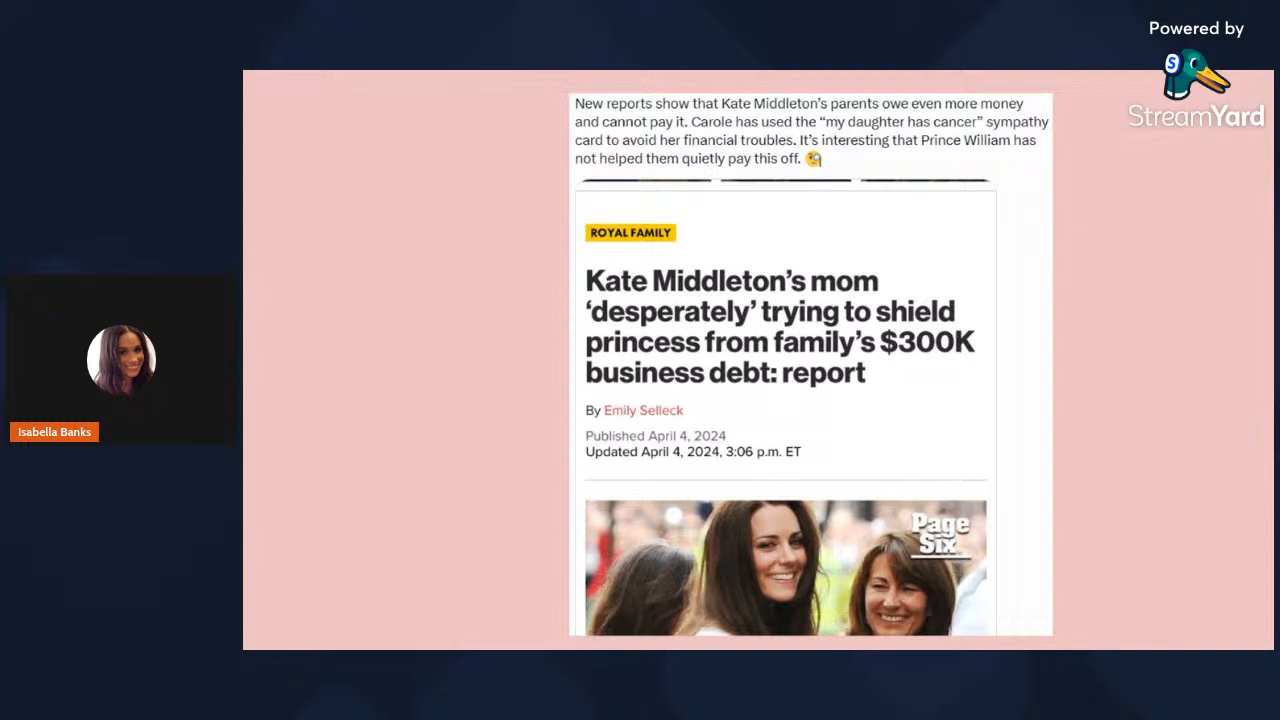 Powered by
StreamYard
New reports show that Kate Middleton's parents owe even more money
and cannot pay it. Carole has used the “my daughter has cancer” sympathy
card to avoid her financial troubles. It's interesting that Prince William has
not helped them quietly pay this off. 🧐
ROYAL FAMILY
Kate Middleton's mom
‘desperately’ trying to shield
princess from family's $300K
business debt: report
By Emily Selleck
Published April 4, 2024
Updated April 4, 2024, 3:06 p.m. ET
Page
Six
Isabella Banks